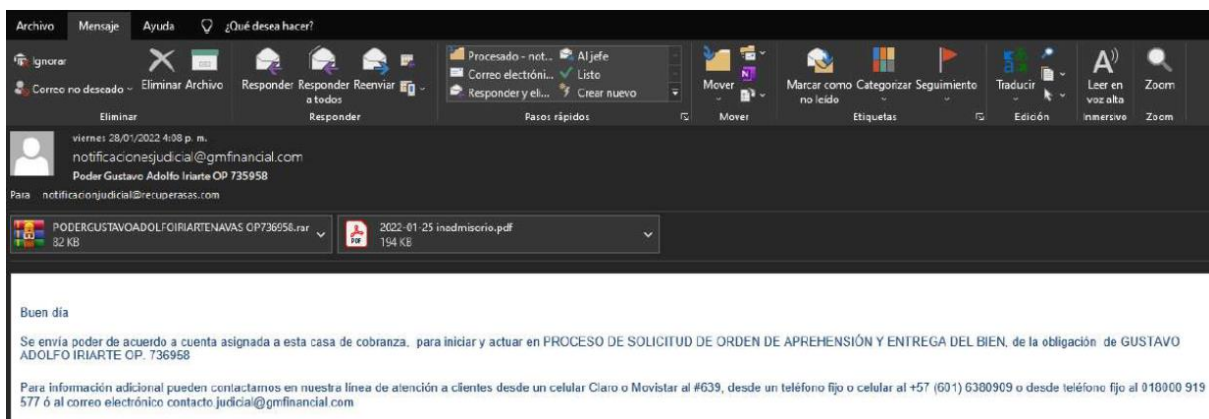 Archivo Mensaje Ayuda ¿Qué desea hacer?
Ignorar
Correo no deseado
Eliminar Archivo
Responder Responder a todos Reenviar
Procesado - not... Al jefe
Correo electróni... Listo
Responder y eli... Crear nuevo
Mover
Marcar como no leído Categorizar Seguimiento
Traducir
Leer en voz alta
Zoom
Eliminar Responder Pasos rápidos Mover Etiquetas Edición Inmersivo Zoom
viernes 28/01/2022 4:08 p. m.
notificacionesjudicial@gmfinancial.com
Poder Gustavo Adolfo Iriarte OP 735958
Para notificacionjudicial@recuperasas.com
PODERGUSTAVOADOLFOIRIARTENAVAS OP736958.rar
82 KB
2022-01-25 inadmisorio.pdf
194 KB
Buen día
Se envía poder de acuerdo a cuenta asignada a esta casa de cobranza, para iniciar y actuar en PROCESO DE SOLICITUD DE ORDEN DE APREHENSIÓN Y ENTREGA DEL BIEN, de la obligación de GUSTAVO
ADOLFO IRIARTE OP. 736958
Para información adicional pueden contactarnos en nuestra línea de atención a clientes desde un celular Claro o Movistar al #639, desde un teléfono fijo o celular al +57 (601) 6380909 o desde teléfono fijo al 018000 919
577 ó al correo electrónico contacto judicial@gmfinancial.com